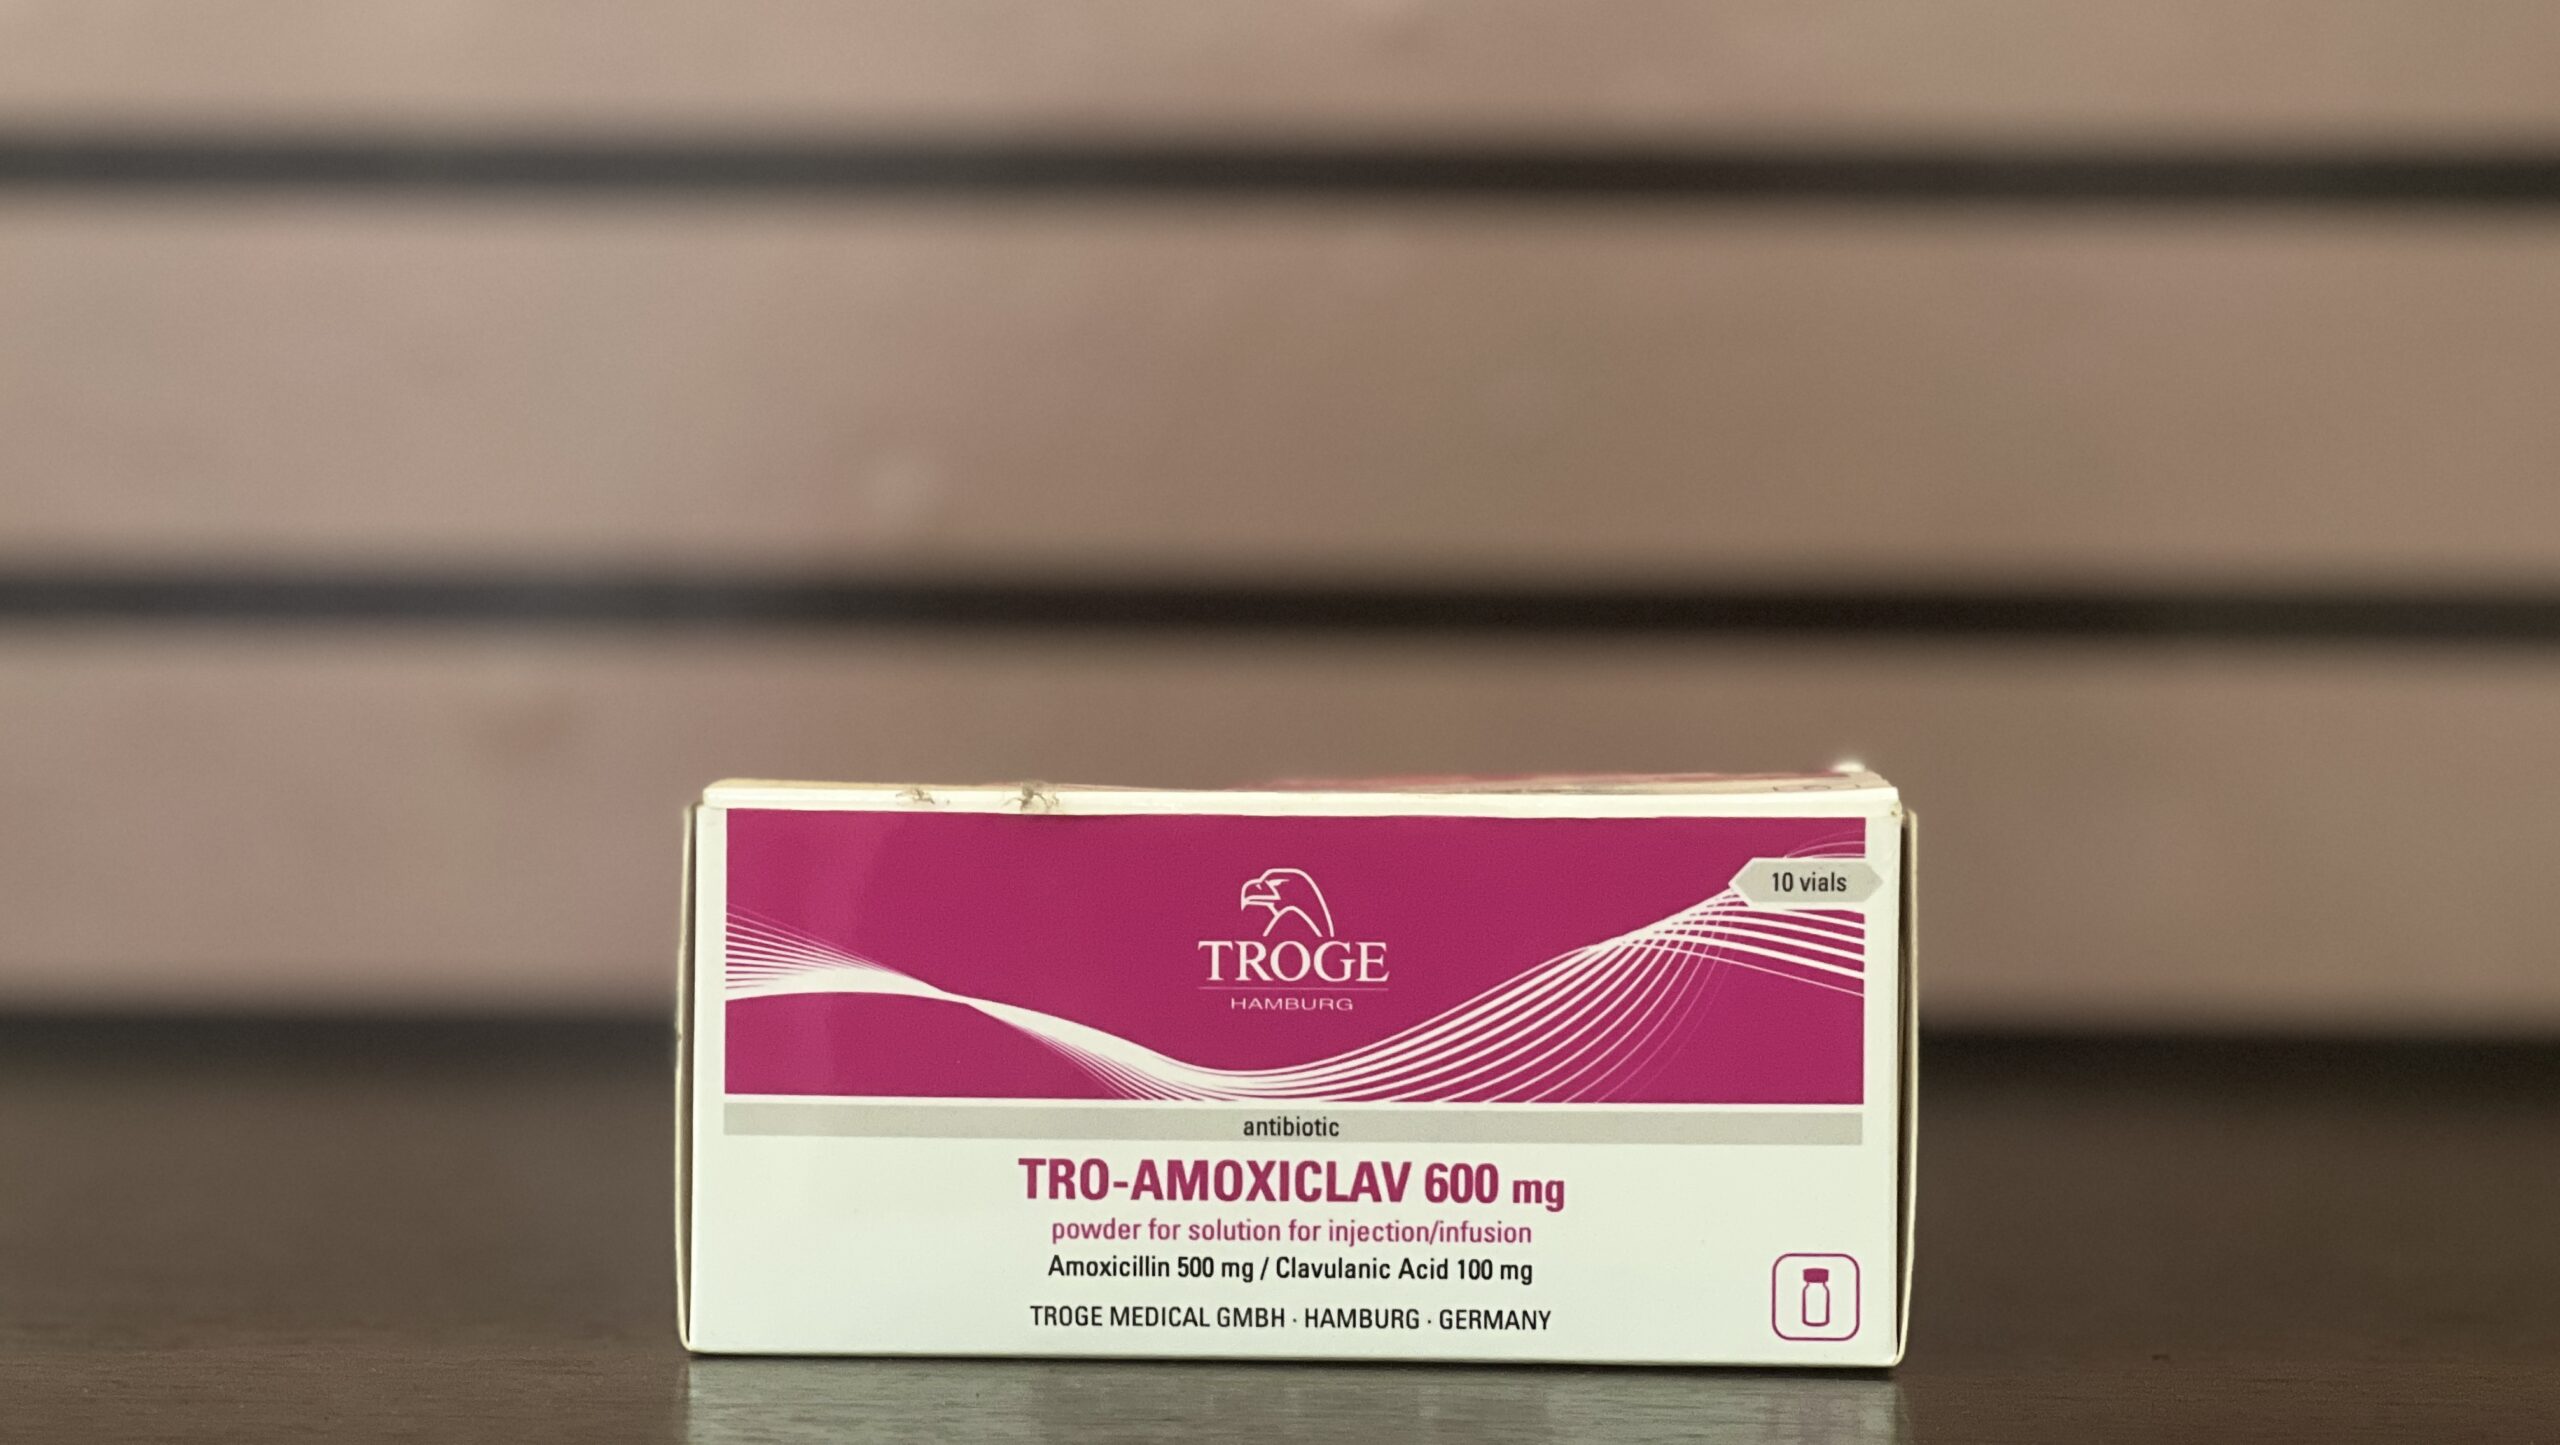 10 vials
TROGE
HAMBURG
antibiotic
TRO-AMOXICLAV 600 mg
powder for solution for injection/infusion
Amoxicillin 500 mg / Clavulanic Acid 100 mg
TROGE MEDICAL GMBH · HAMBURG · GERMANY